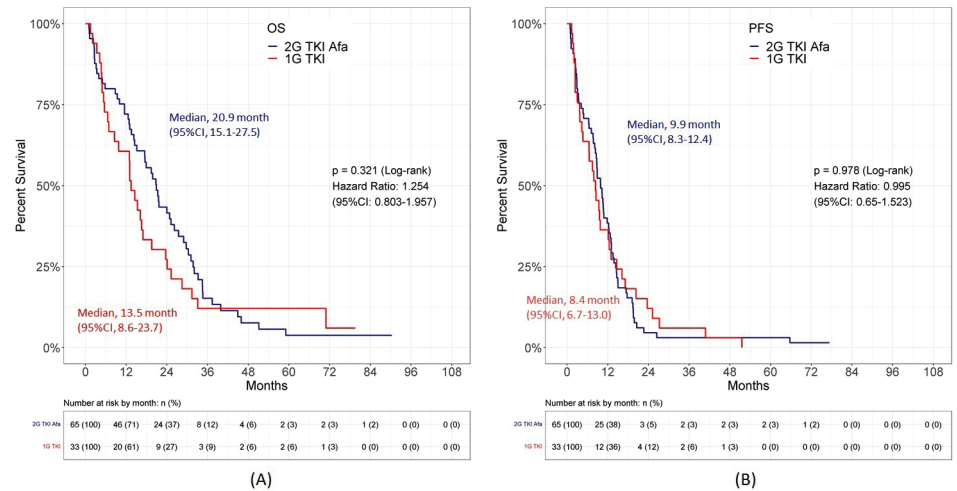 OS
2G TKI Afa
1G TKI
100%
75%
50%
25%
0%
Percent Survival
Median, 20.9 month
(95%CI, 15.1-27.5)
p = 0.321 (Log-rank)
Hazard Ratio: 1.254
(95%CI: 0.803-1.957)
Median, 13.5 month
(95%CI, 8.6-23.7)
0 12 24 36 48 60 72 84 96 108
Months
Number at risk by month: n (%)
2G TKI Afa 65 (100) 46 (71) 24 (37) 8 (12) 4 (6) 2 (3) 2 (3) 1 (2) 0 (0) 0 (0)
1G TKI 33 (100) 20 (61) 9 (27) 3 (9) 2 (6) 2 (6) 1 (3) 0 (0) 0 (0) 0 (0)
(A)
PFS
2G TKI Afa
1G TKI
100%
75%
50%
25%
0%
Percent Survival
Median, 9.9 month
(95%CI, 8.3-12.4)
p = 0.978 (Log-rank)
Hazard Ratio: 0.995
(95%CI: 0.65-1.523)
Median, 8.4 month
(95%CI, 6.7-13.0)
0 12 24 36 48 60 72 84 96 108
Months
Number at risk by month: n (%)
2G TKI Afa 65 (100) 25 (38) 3 (5) 2 (3) 2 (3) 2 (3) 1 (2) 0 (0) 0 (0) 0 (0)
1G TKI 33 (100) 12 (36) 4 (12) 2 (6) 1 (3) 0 (0) 0 (0) 0 (0) 0 (0) 0 (0)
(B)